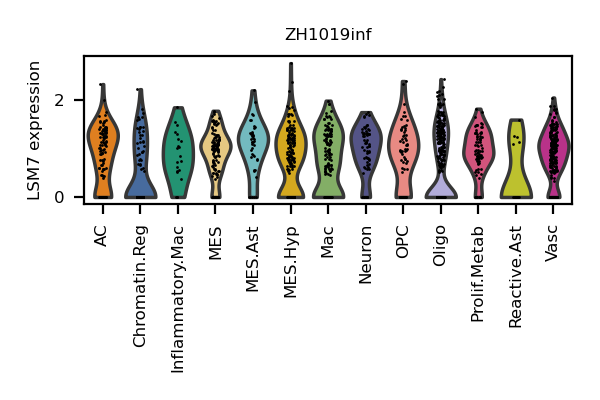 ZH1019inf
LSM7 expression
2
0
AC
Chromatin.Reg
Inflammatory.Mac
MES
MES.Ast
MES.Hyp
Mac
Neuron
OPC
Oligo
Prolif.Metab
Reactive.Ast
Vasc